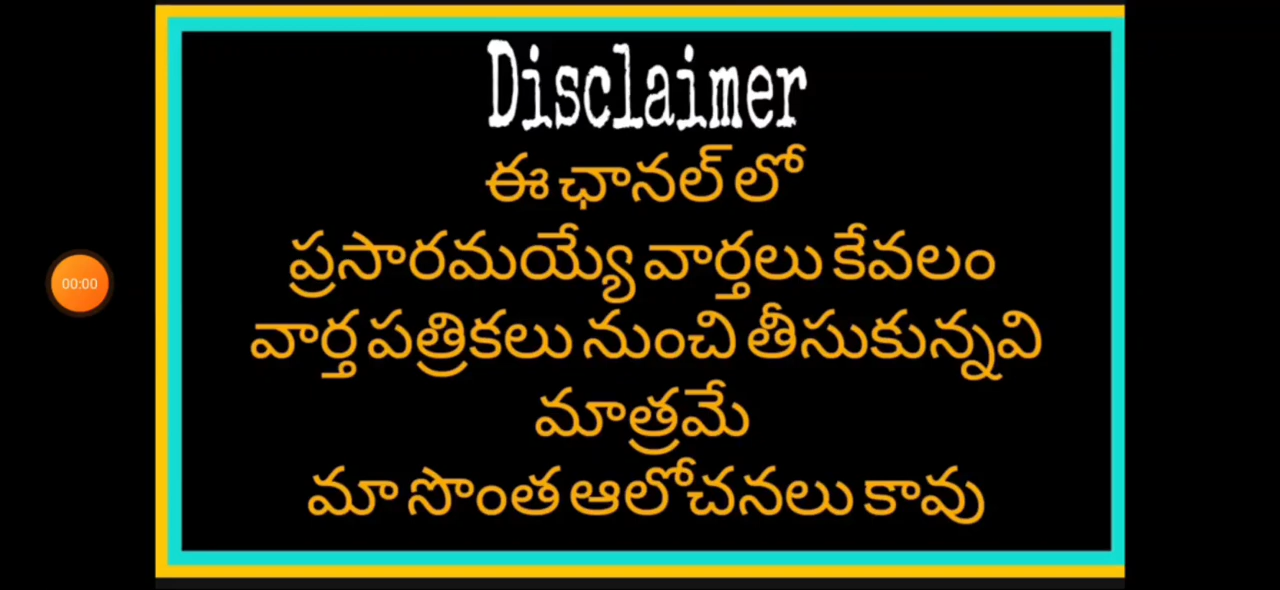 Disclaimer
ఈ ఛానల్ లో
ప్రసారమయ్యే వార్తలు కేవలం
00:00
వార్త పత్రికలు నుంచి తీసుకున్నవి
మాత్రమే
మా సొంత ఆలోచనలు కావు